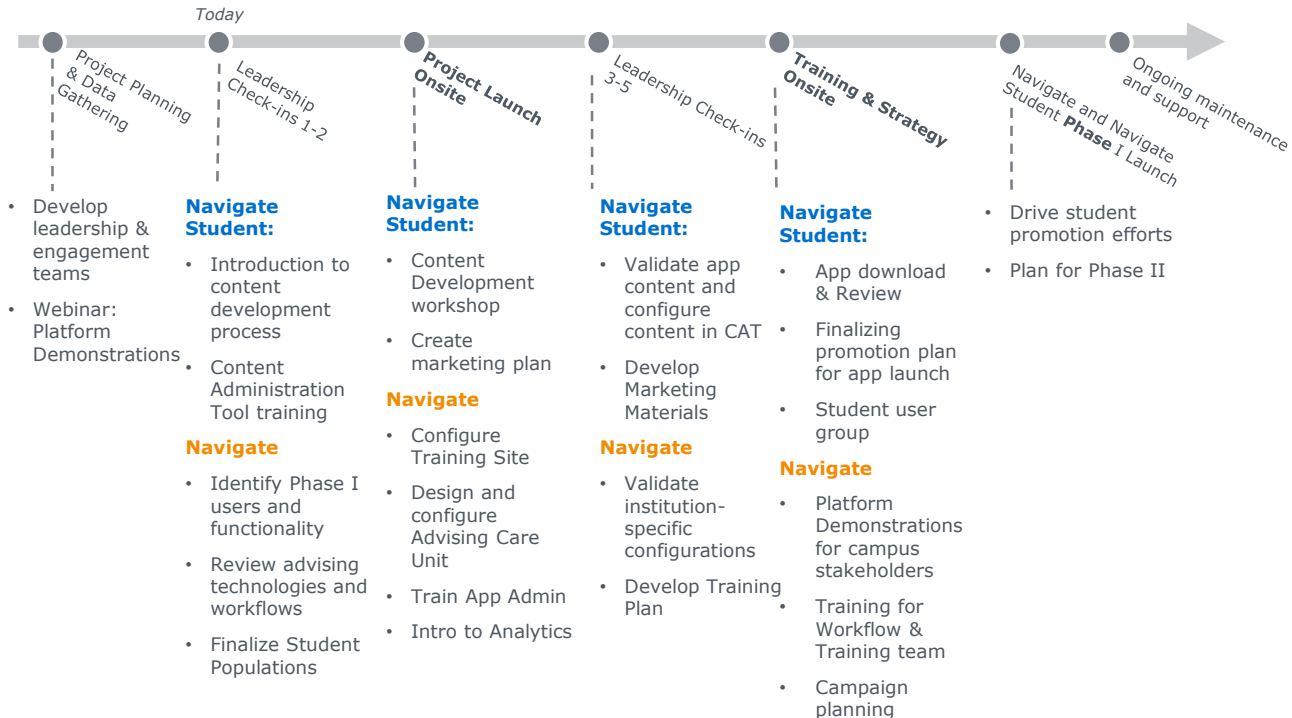 Today
Project Planning
& Data
Gathering
Leadership
Check-ins 1-2
Project Launch
Onsite
Leadership Check-ins
3-5
Training & Strategy
Onsite
Navigate and Navigate
Student Phase I Launch
Ongoing maintenance
and support
• Develop
leadership &
engagement
teams
• Webinar:
Platform
Demonstrations
Navigate
Student:
• Introduction to
content
development
process
• Content
Administration
Tool training
Navigate
• Identify Phase I
users and
functionality
• Review advising
technologies and
workflows
• Finalize Student
Populations
Navigate
Student:
• Content
Development
workshop
• Create
marketing plan
Navigate
• Configure
Training Site
• Design and
configure
Advising Care
Unit
• Train App Admin
• Intro to Analytics
Navigate
Student:
• Validate app
content and
configure
content in CAT
• Develop
Marketing
Materials
Navigate
• Validate
institution-
specific
configurations
• Develop Training
Plan
Navigate
Student:
• App download
& Review
• Finalizing
promotion plan
for app launch
• Student user
group
Navigate
• Platform
Demonstrations
for campus
stakeholders
• Training for
Workflow &
Training team
• Campaign
planning
• Drive student
promotion efforts
• Plan for Phase II